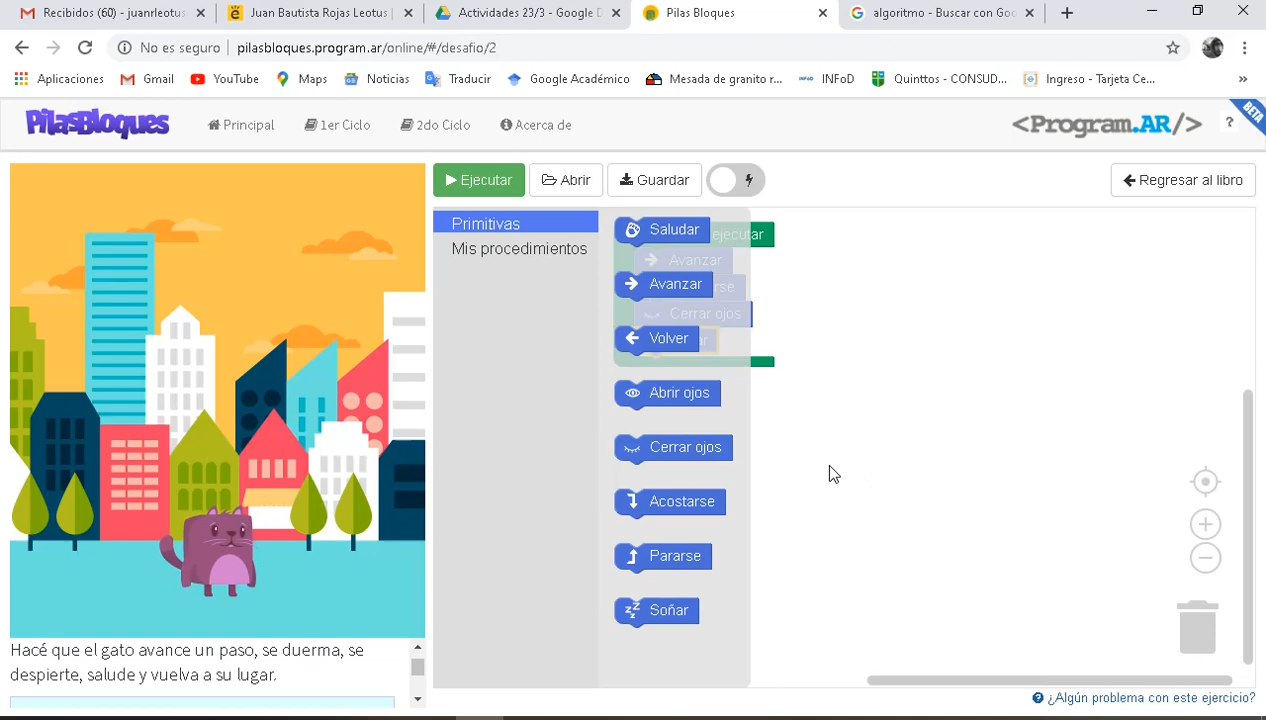 Recibidos (60) - juanrleotus
Juan Bautista Rojas Leotus |
Actividades 23/3 - Google D
Pilas Bloques
algoritmo - Buscar con Goo
No es seguro | pilasbloques.program.ar/online/#/desafio/2
Aplicaciones
Gmail
YouTube
Maps
Noticias
Traducir
Google Académico
Mesada de granito r...
INFoD
INFoD
Quinttos - CONSUD...
Ingreso - Tarjeta Ce...
PilasBloques
Principal
1er Ciclo
2do Ciclo
Acerca de
<Program.AR/>
?
BETA
Ejecutar
Abrir
Guardar
Regresar al libro
Primitivas
Mis procedimientos
Saludar
ejecutar
Avanzar
Avanzar
rse
Cerrar ojos
Volver
ar
Abrir ojos
Cerrar ojos
Acostarse
Pararse
zZz Soñar
Hacé que el gato avance un paso, se duerma, se
despierte, salude y vuelva a su lugar.
¿Algún problema con este ejercicio?